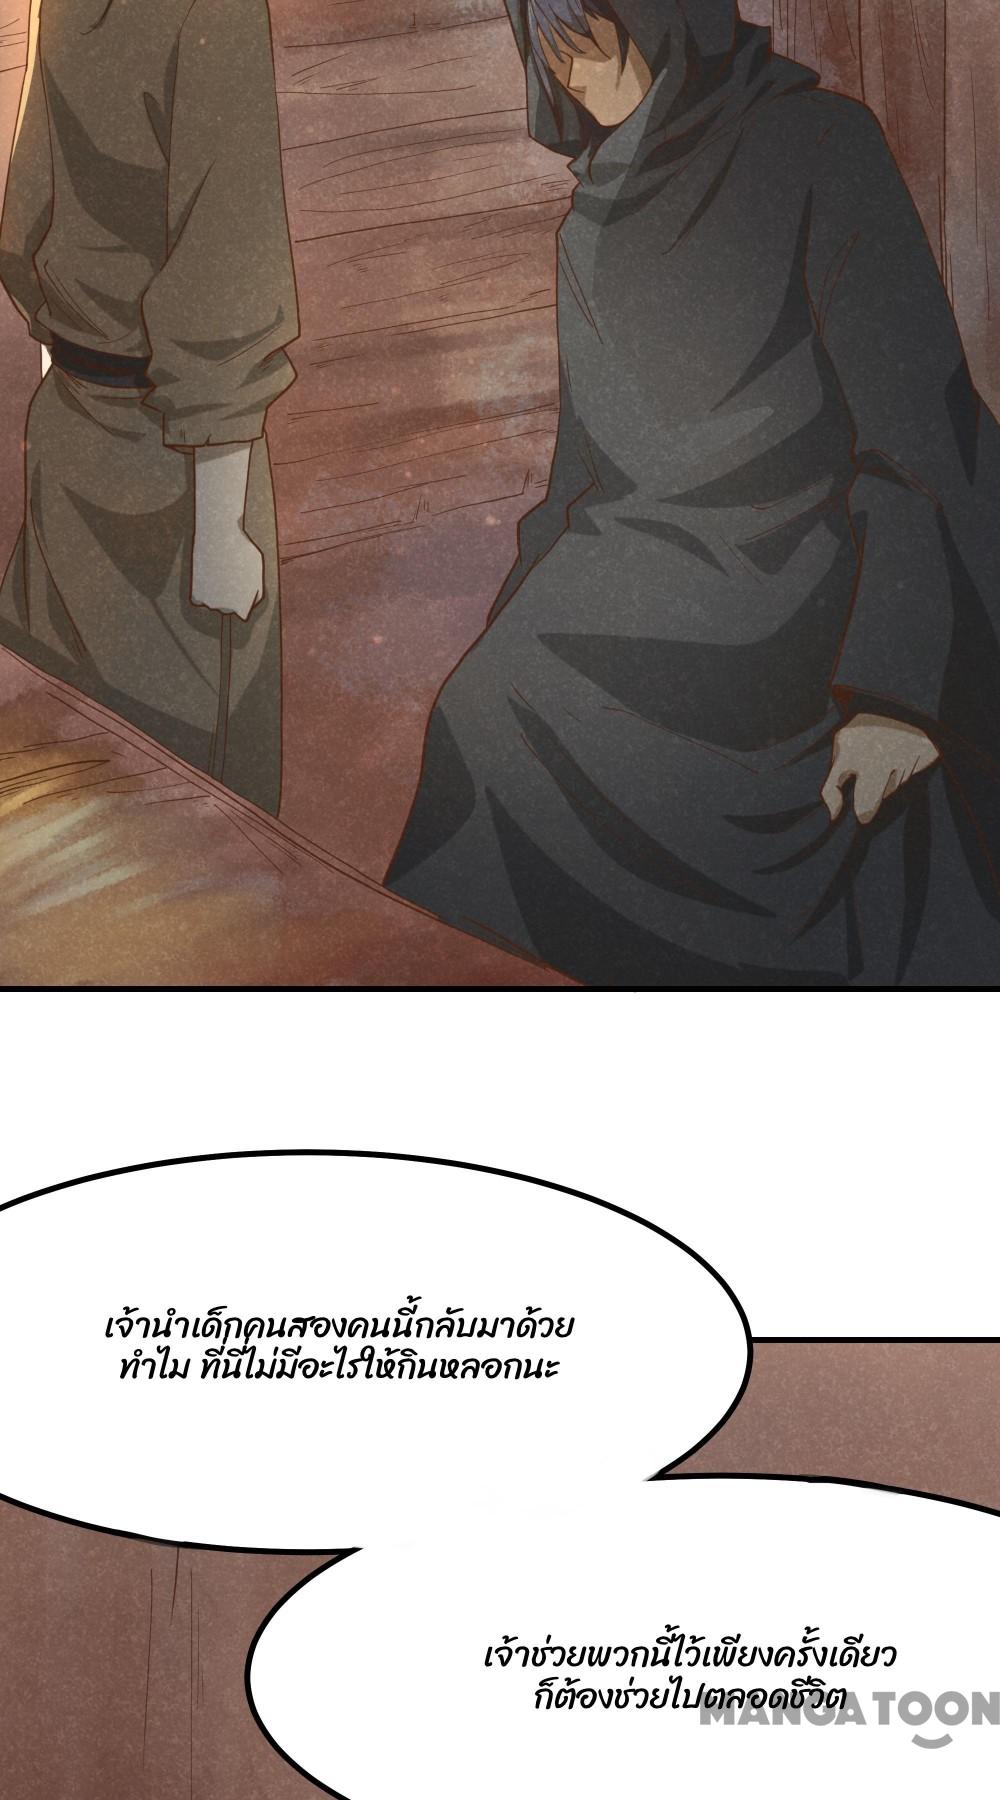 เจ้านำเด็กคนสองคนนี้กลับมาด้วย
ทำไม ที่นี่ไม่มีอะไรให้กินหลอกนะ
เจ้าช่วยพวกนี้ไว้เพียงครั้งเดียว
ก็ต้องช่วยไปตลอดชีวิต
MANGATOON